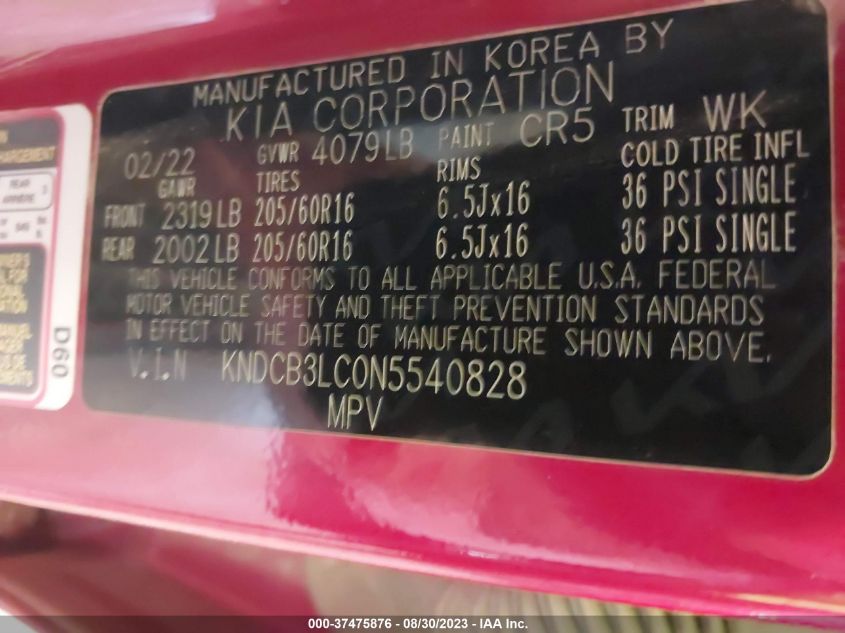 MANUFACTURED IN KOREA BY
KIA CORPORATION
02/22 GVWR 4079LB PAINT CR5 TRIM WK
GAWR TIRES RIMS COLD TIRE INFL
FRONT 2319LB 205/60R16 6.5Jx16 36 PSI SINGLE
REAR 2002LB 205/60R16 6.5Jx16 36 PSI SINGLE
THIS VEHICLE CONFORMS TO ALL APPLICABLE U.S.A. FEDERAL
MOTOR VEHICLE SAFETY AND THEFT PREVENTION STANDARDS
IN EFFECT ON THE DATE OF MANUFACTURE SHOWN ABOVE.
V.I.N KNDCB3LC0N5540828
MPV
D60
000-37475876 - 08/30/2023 - IAA Inc.